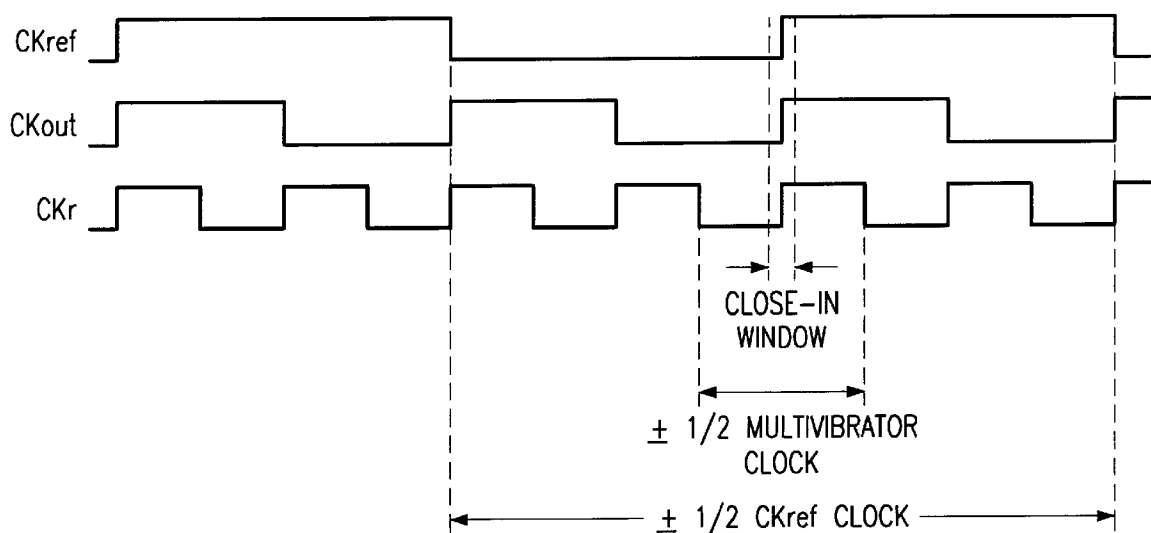 CKref
CKout
CKr
CLOSE-IN
WINDOW
± 1/2 MULTIVIBRATOR
CLOCK
± 1/2 CKref CLOCK